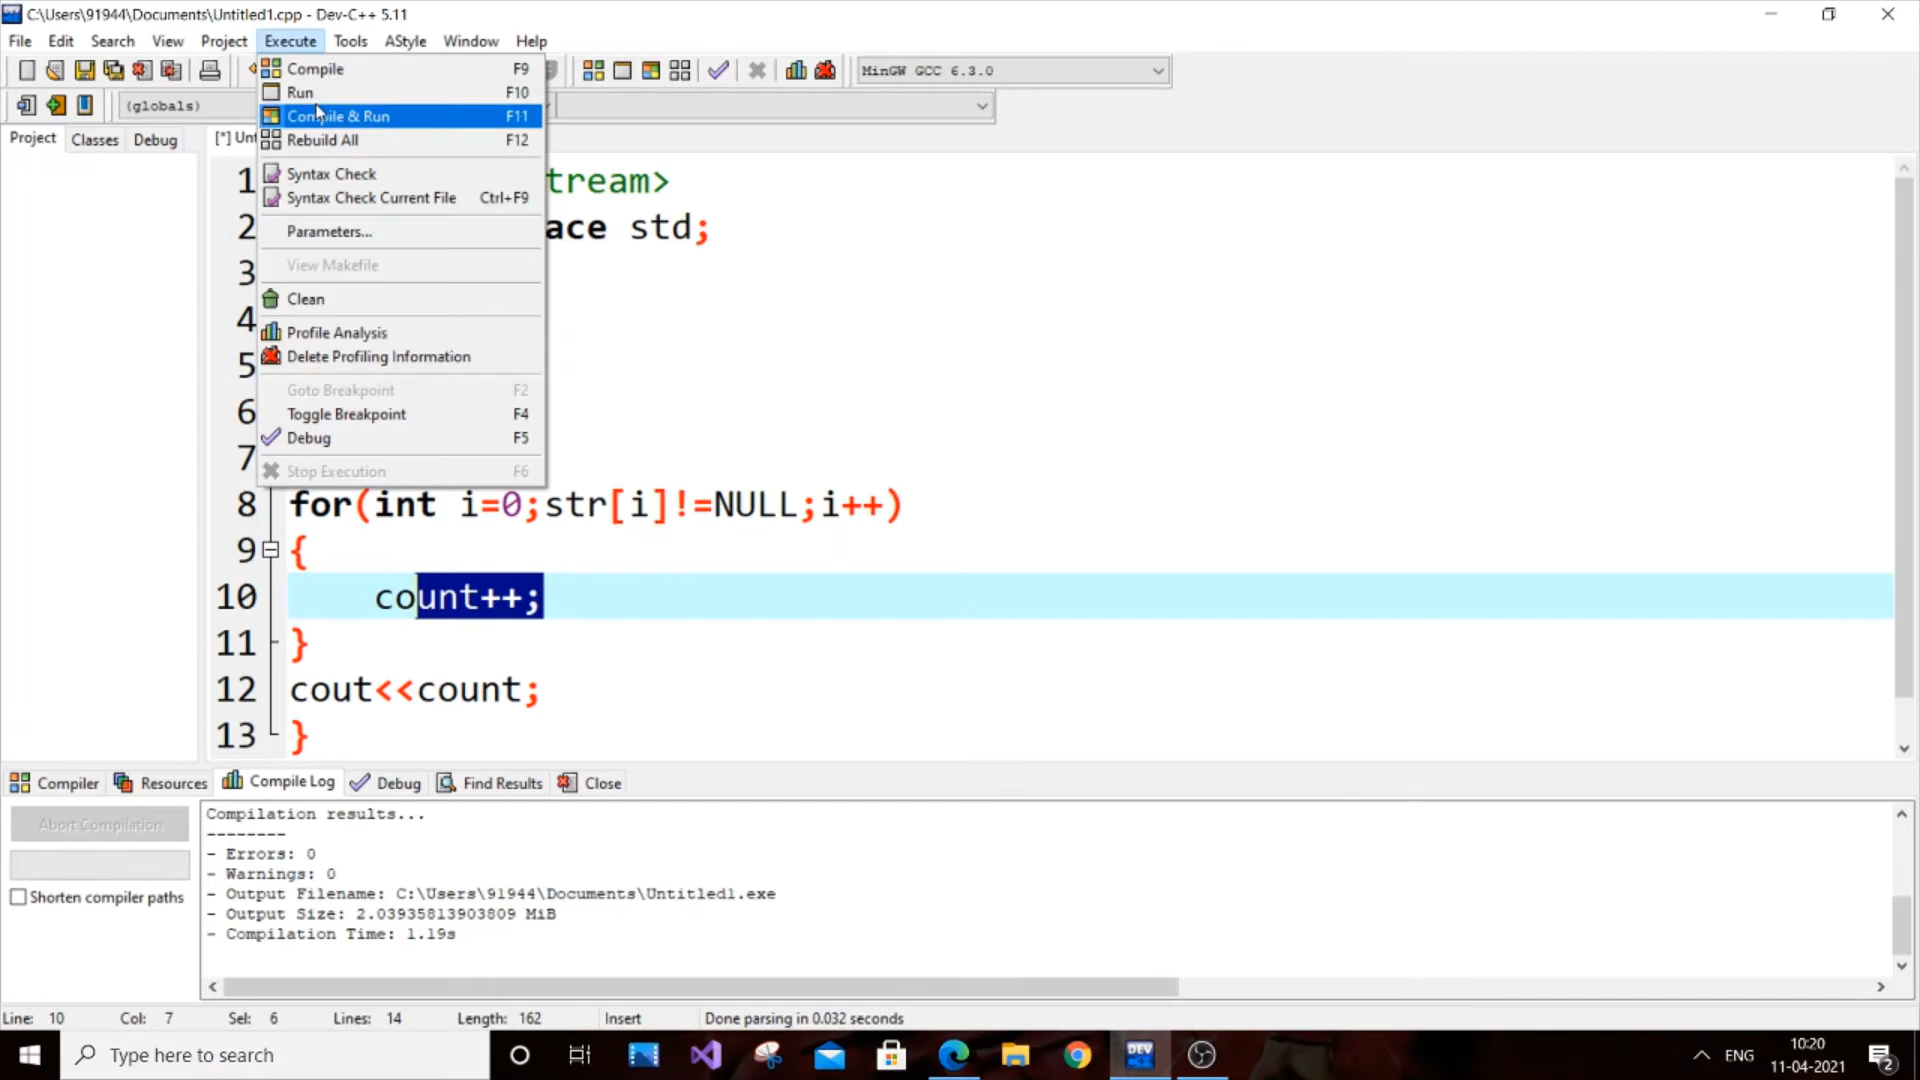 C:\Users\91944\Documents\Untitled1.cpp - Dev-C++ 5.11
File Edit Search View Project Execute Tools AStyle Window Help
MinGW GCC 6.3.0
(globals)
Project Classes Debug
Compile F9
Run F10
Compile & Run F11
Rebuild All F12
Syntax Check
Syntax Check Current File Ctrl+F9
Parameters...
View Makefile
Clean
Profile Analysis
Delete Profiling Information
Goto Breakpoint F2
Toggle Breakpoint F4
Debug F5
Stop Execution F6
1 tream>
2 ace std;
3
4
5
6
7
8 for(int i=0;str[i]!=NULL;i++)
9 {
10 count++;
11 }
12 cout<<count;
13 }
Compiler Resources Compile Log Debug Find Results Close
Abort Compilation
Shorten compiler paths
Compilation results...
--------
- Errors: 0
- Warnings: 0
- Output Filename: C:\Users\91944\Documents\Untitled1.exe
- Output Size: 2.03935813903809 MiB
- Compilation Time: 1.19s
Line: 10 Col: 7 Sel: 6 Lines: 14 Length: 162 Insert Done parsing in 0.032 seconds
Type here to search
DEV
ENG
10:20
11-04-2021
2